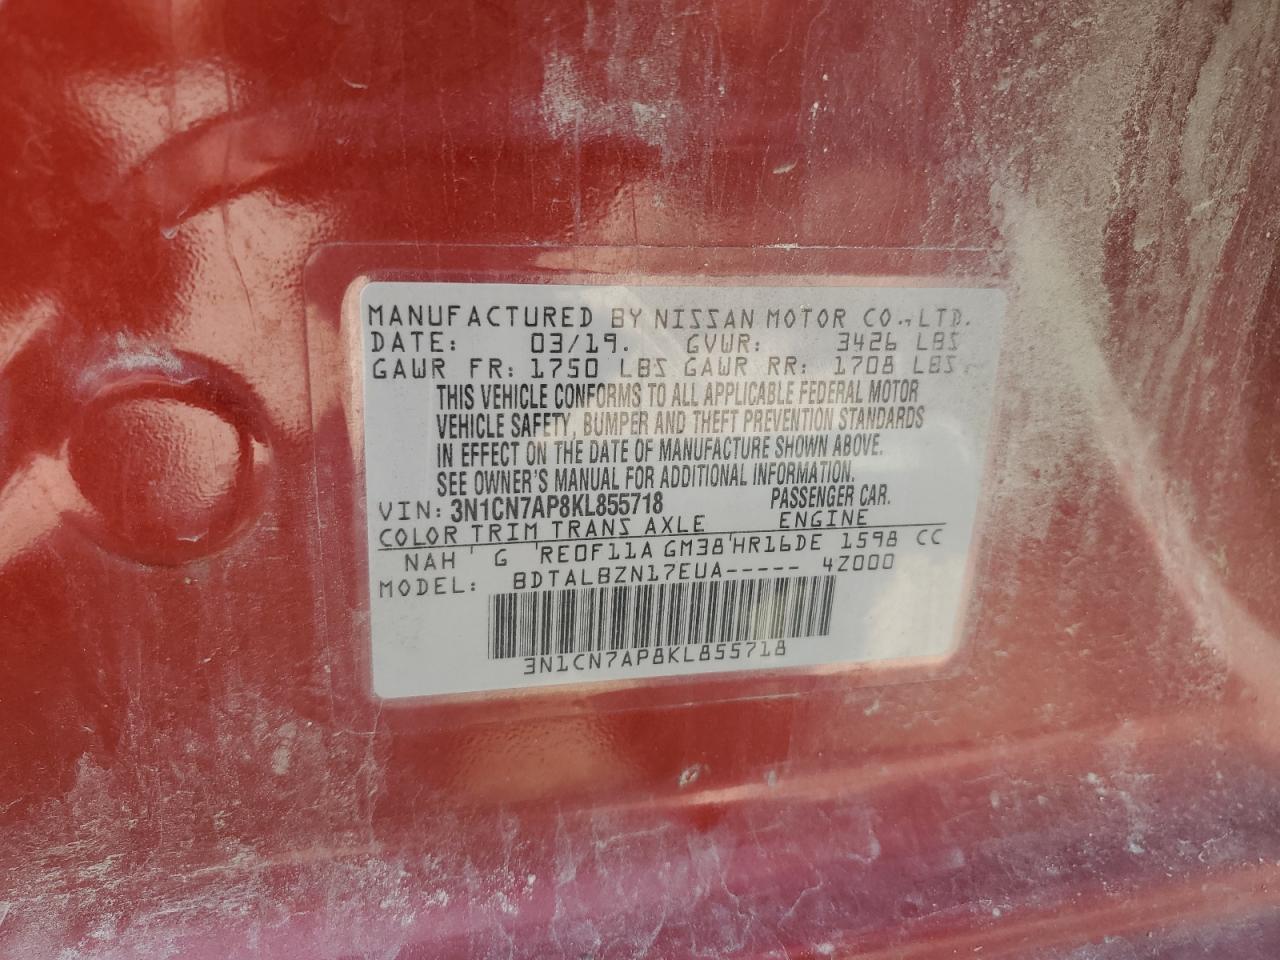 MANUFACTURED BY NISSAN MOTOR CO.,LTD.
DATE: 03/19. GVWR: 3426 LBS
GAWR FR: 1750 LBS GAWR RR: 1708 LBS.
THIS VEHICLE CONFORMS TO ALL APPLICABLE FEDERAL MOTOR
VEHICLE SAFETY, BUMPER AND THEFT PREVENTION STANDARDS
IN EFFECT ON THE DATE OF MANUFACTURE SHOWN ABOVE.
SEE OWNER'S MANUAL FOR ADDITIONAL INFORMATION.
VIN: 3N1CN7AP8KL855718 PASSENGER CAR.
COLOR TRIM TRANS AXLE ENGINE
NAH G RE0F11A GM38 HR16DE 1598 CC
MODEL: BDTALBZN17EUA----- 4Z000
3N1CN7AP8KL855718